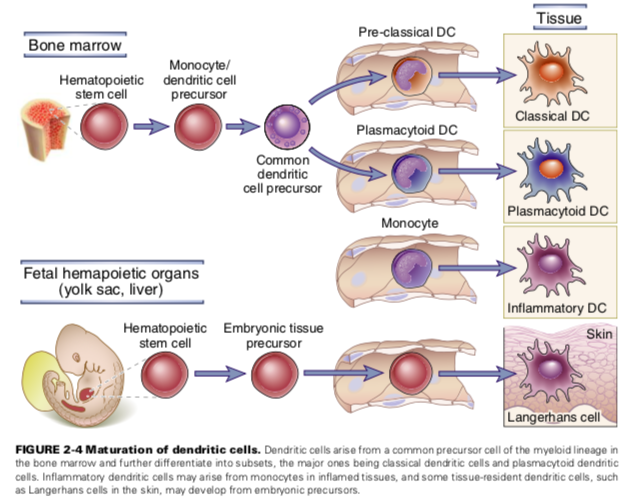 Tissue
Bone marrow
Pre-classical DC
Hematopoietic
stem cell
Monocyte/
dendritic cell
precursor
Common
dendritic
cell precursor
Classical DC
Plasmacytoid DC
Plasmacytoid DC
Monocyte
Inflammatory DC
Fetal hemapoietic organs
(yolk sac, liver)
Hematopoietic
stem cell
Embryonic tissue
precursor
Skin
Langerhans cell
FIGURE 2-4 Maturation of dendritic cells. Dendritic cells arise from a common precursor cell of the myeloid lineage in
the bone marrow and further differentiate into subsets, the major ones being classical dendritic cells and plasmacytoid dendritic
cells. Inflammatory dendritic cells may arise from monocytes in inflamed tissues, and some tissue-resident dendritic cells, such
as Langerhans cells in the skin, may develop from embryonic precursors.